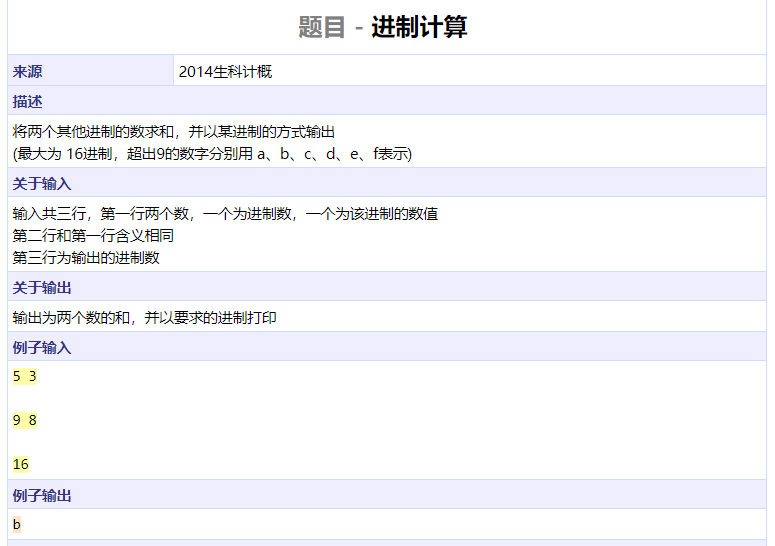 题目 - 进制计算
来源 2014生科计概
描述
将两个其他进制的数求和，并以某进制的方式输出
(最大为 16进制，超出9的数字分别用 a、b、c、d、e、f表示)
关于输入
输入共三行，第一行两个数，一个为进制数，一个为该进制的数值
第二行和第一行含义相同
第三行为输出的进制数
关于输出
输出为两个数的和，并以要求的进制打印
例子输入
5 3
9 8
16
例子输出
b